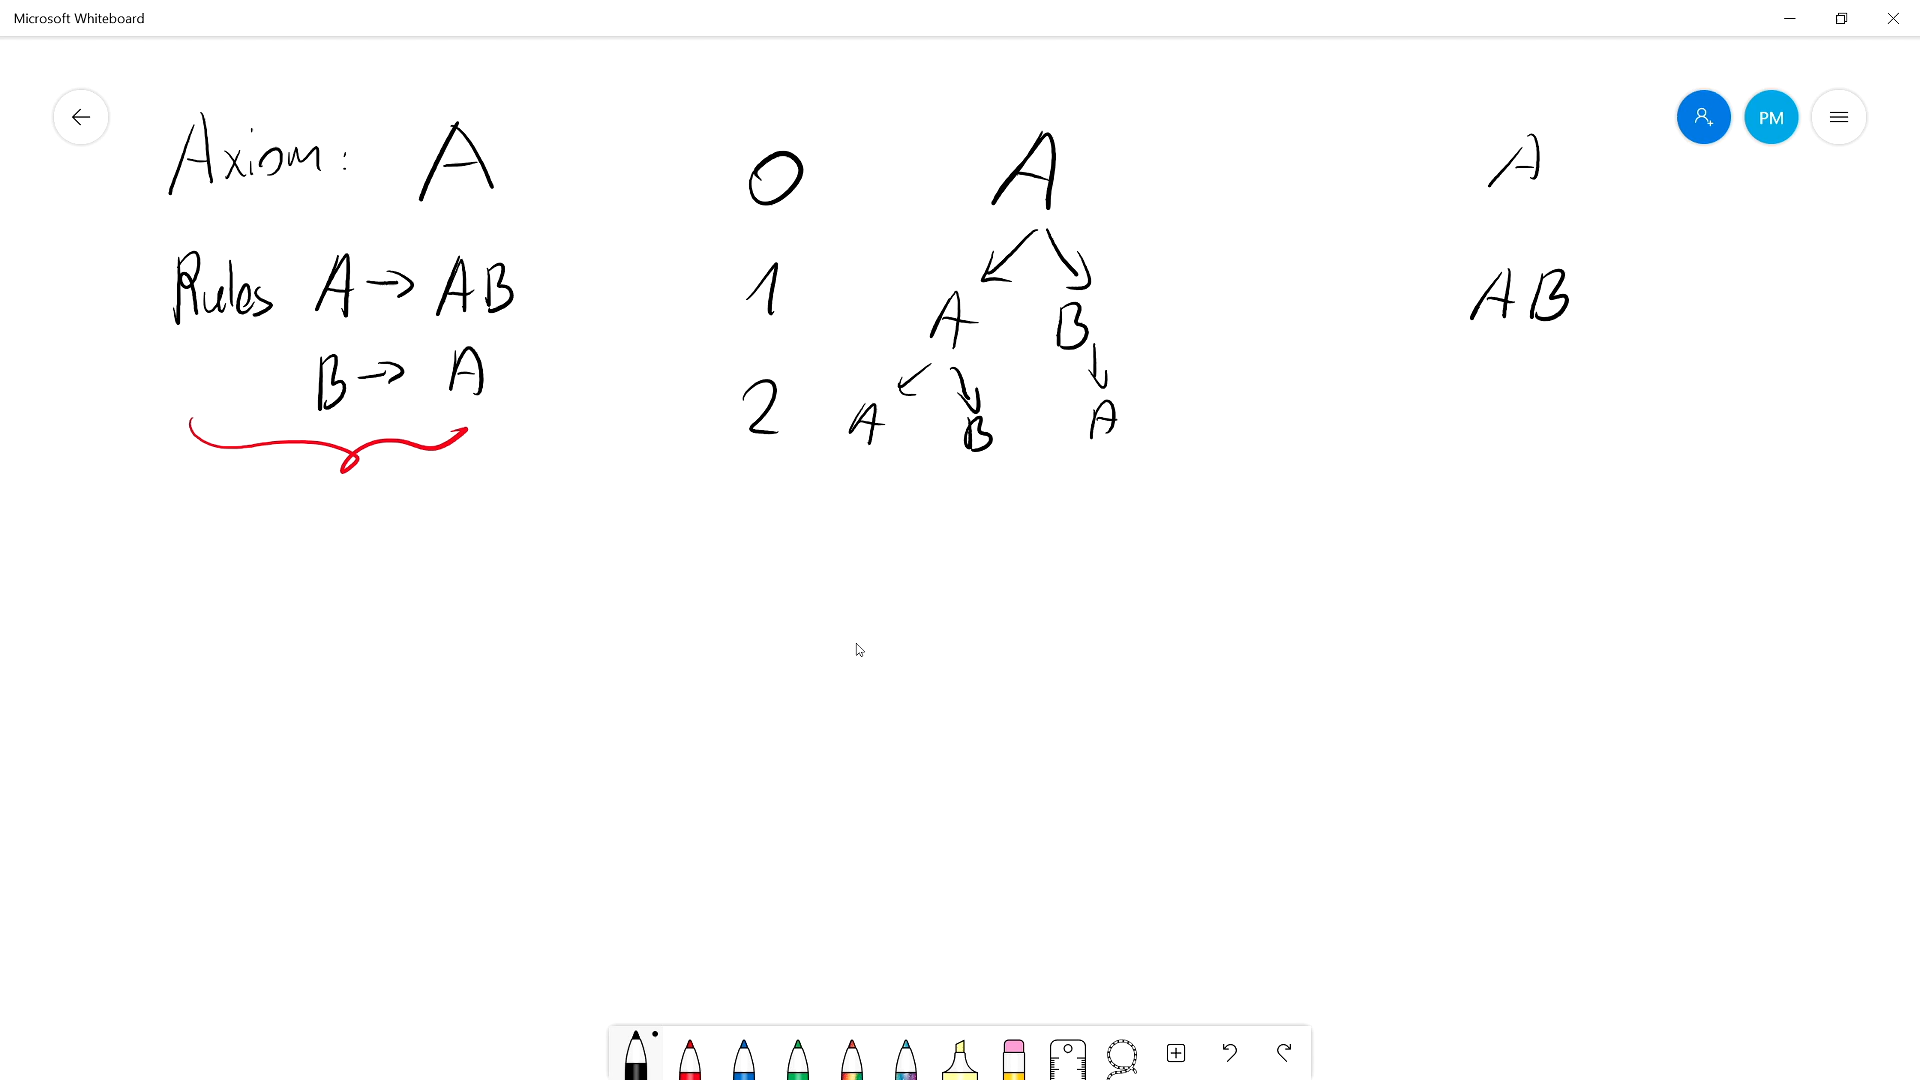 Microsoft Whiteboard
PM
Axiom: A 0 A A
Rules A → AB 1 A B AB
B → A 2 A B A